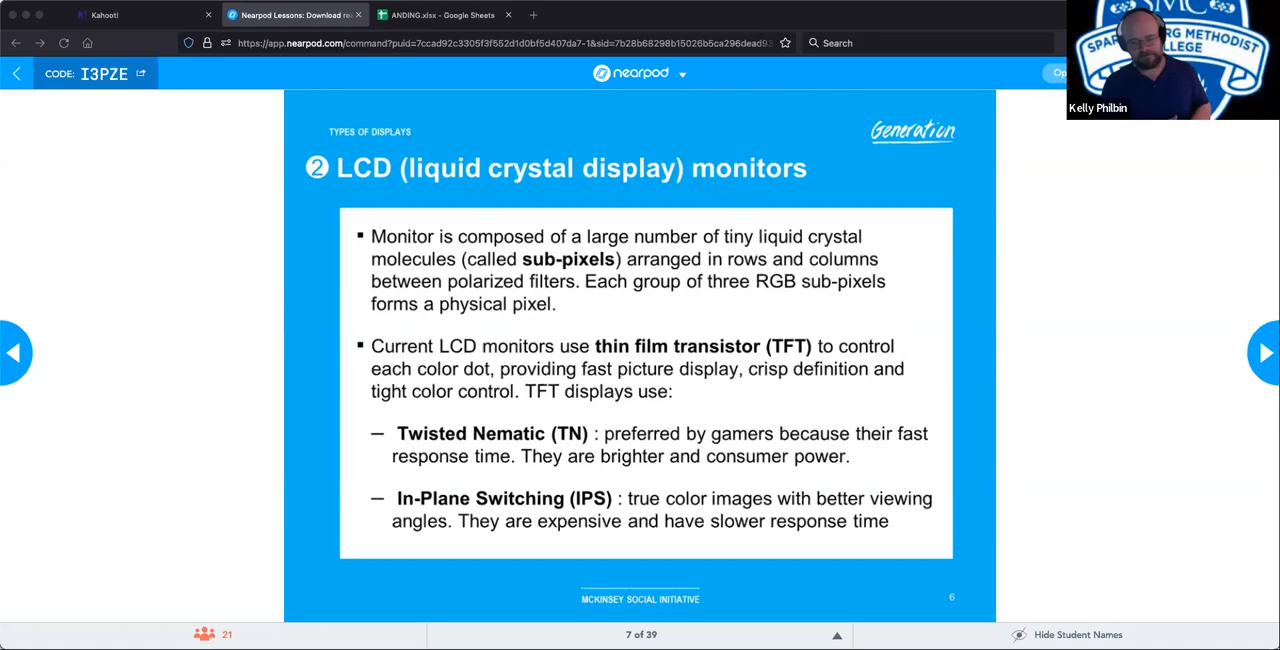 Kahoot!
Nearpod Lessons: Download re
ANDING.xlsx - Google Sheets
https://app.nearpod.com/command?puid=7ccad92c3305f3f552d1d0bf5d407da7-1&sid=7b28b68298b15026b5ca296dead93
Search
SMC
METHODIST
COLLEGE
Kelly Philbin
CODE: I3PZE
nearpod
Op
TYPES OF DISPLAYS
Generation
2 LCD (liquid crystal display) monitors
▪ Monitor is composed of a large number of tiny liquid crystal
molecules (called sub-pixels) arranged in rows and columns
between polarized filters. Each group of three RGB sub-pixels
forms a physical pixel.
▪ Current LCD monitors use thin film transistor (TFT) to control
each color dot, providing fast picture display, crisp definition and
tight color control. TFT displays use:
– Twisted Nematic (TN) : preferred by gamers because their fast
response time. They are brighter and consumer power.
– In-Plane Switching (IPS) : true color images with better viewing
angles. They are expensive and have slower response time
MCKINSEY SOCIAL INITIATIVE
6
21
7 of 39
Hide Student Names